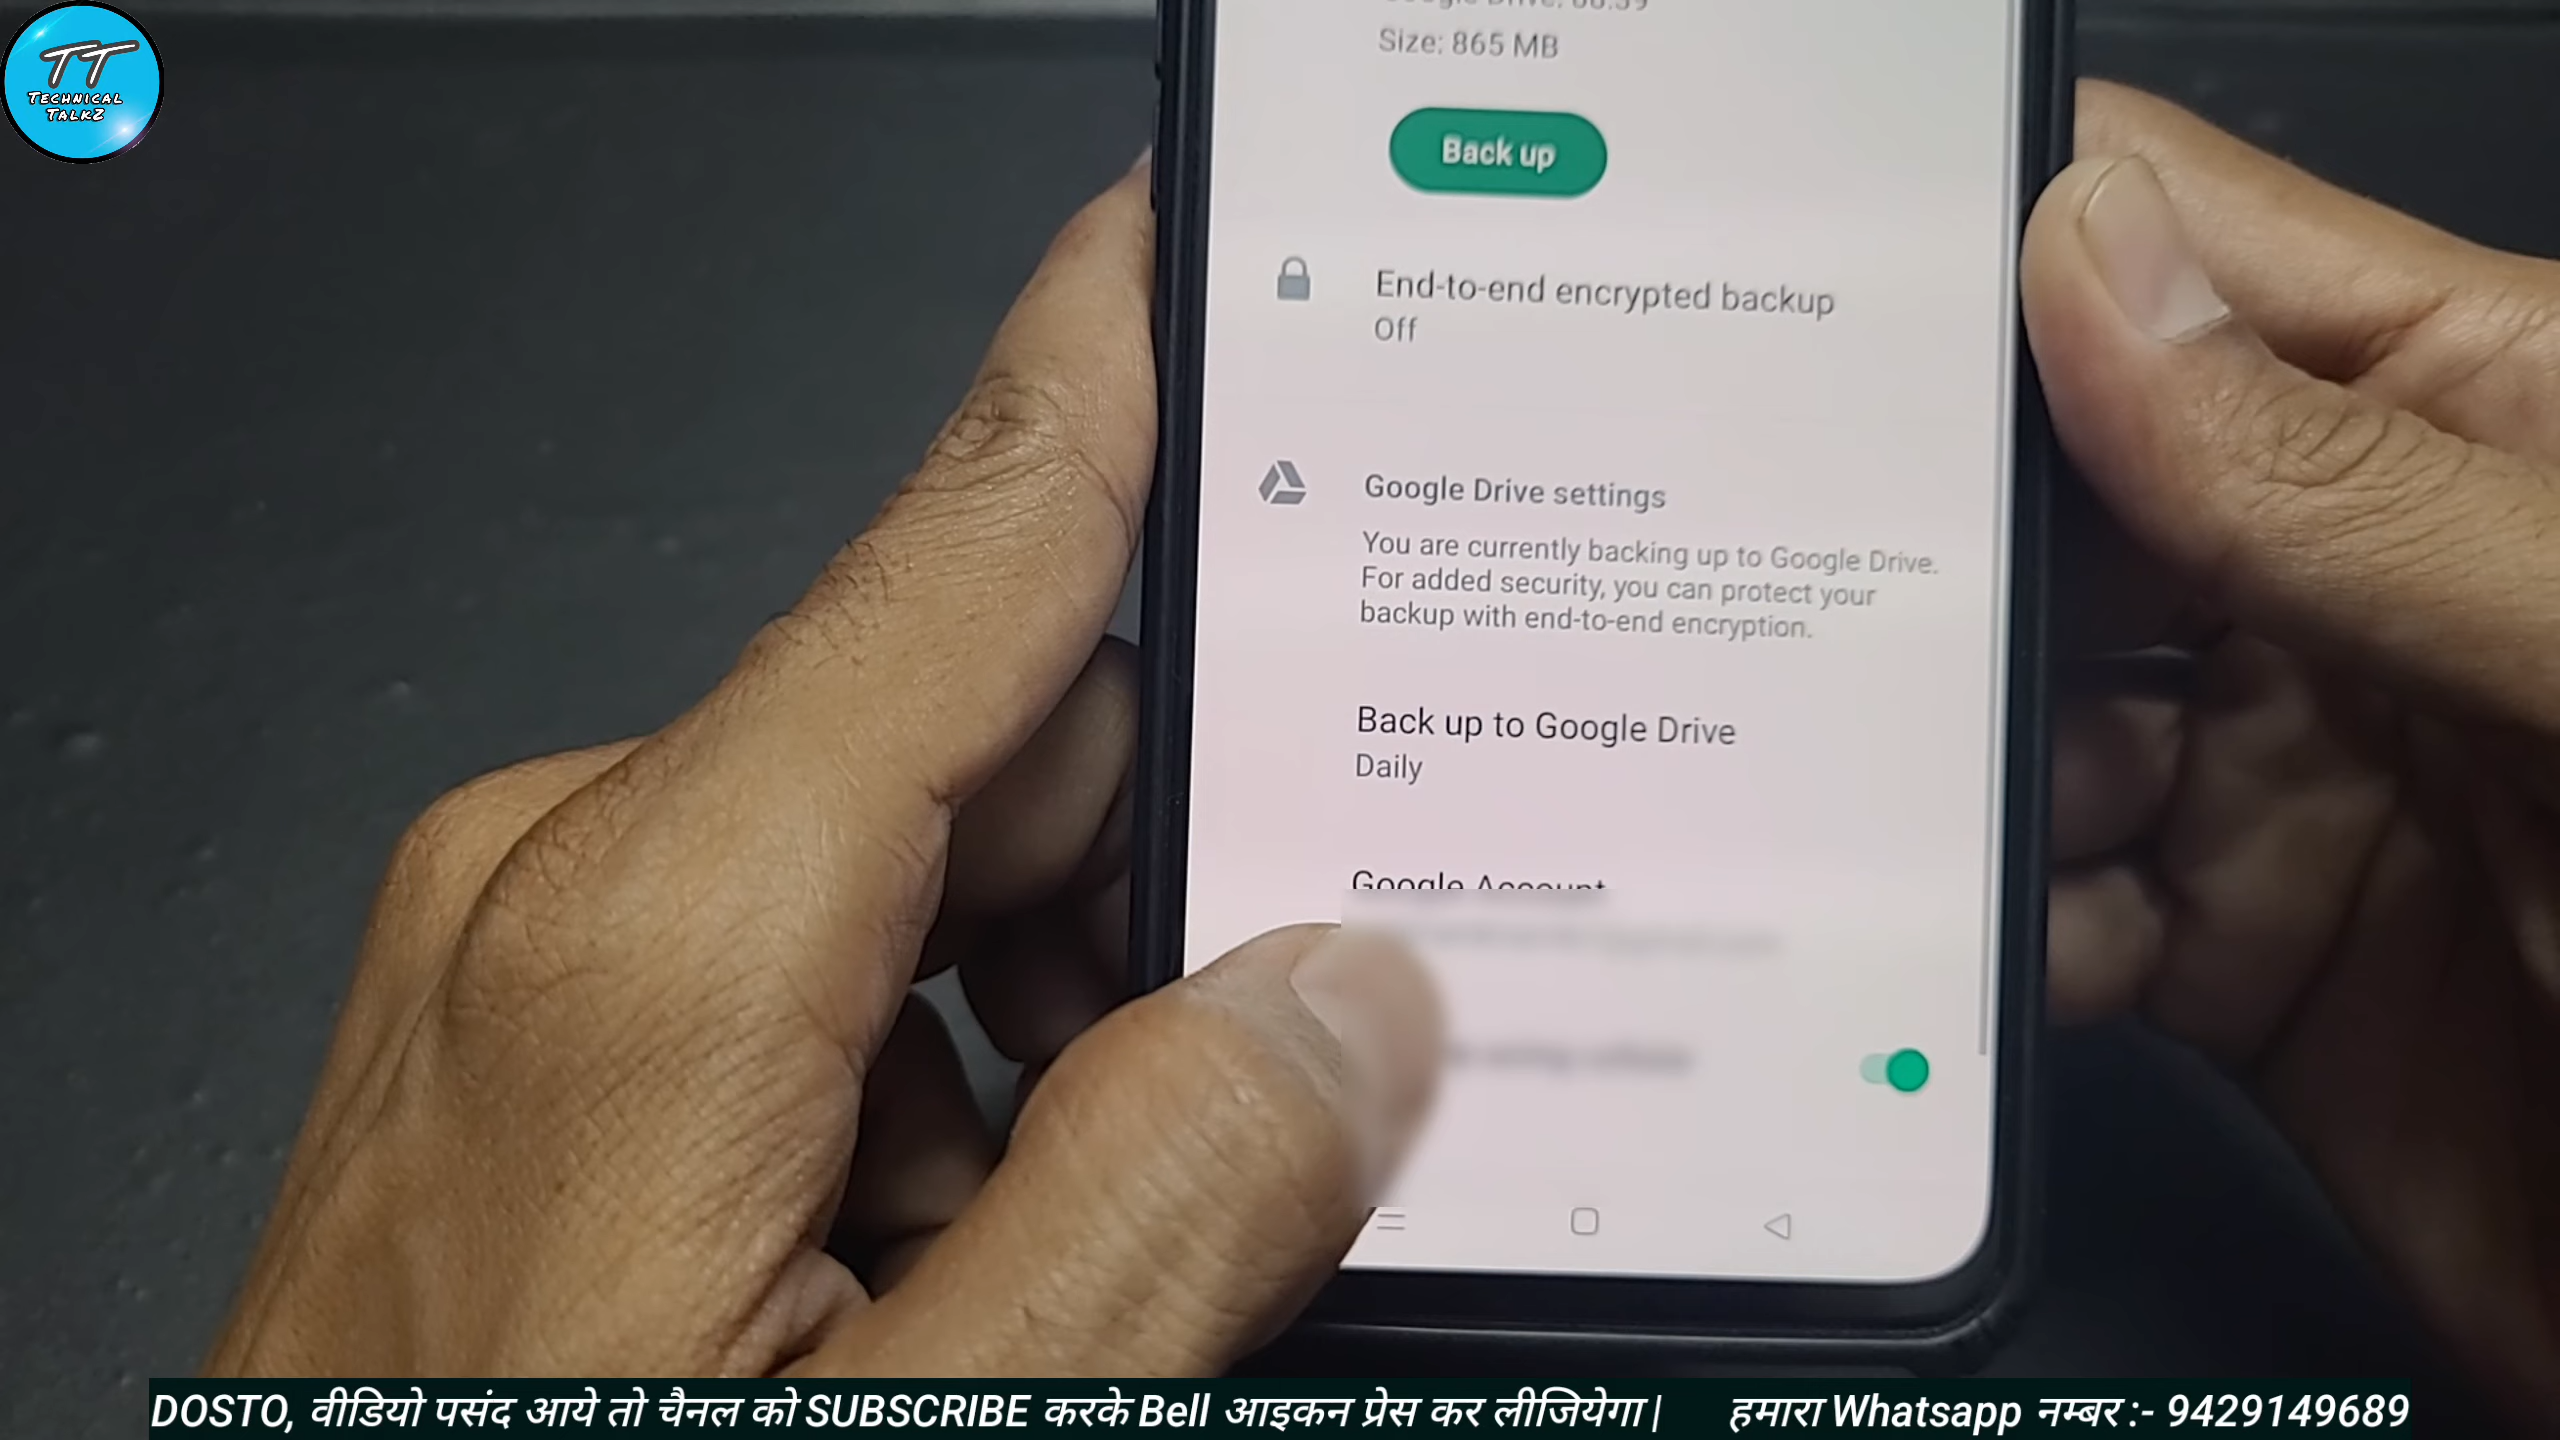 TT
TECHNICAL
TALKZ
Size: 865 MB
Back up
End-to-end encrypted backup
Off
Google Drive settings
You are currently backing up to Google Drive.
For added security, you can protect your
backup with end-to-end encryption.
Back up to Google Drive
Daily
Google Account
DOSTO, वीडियो पसंद आये तो चैनल को SUBSCRIBE करके Bell आइकन प्रेस कर लीजियेगा | हमारा Whatsapp नम्बर :- 9429149689